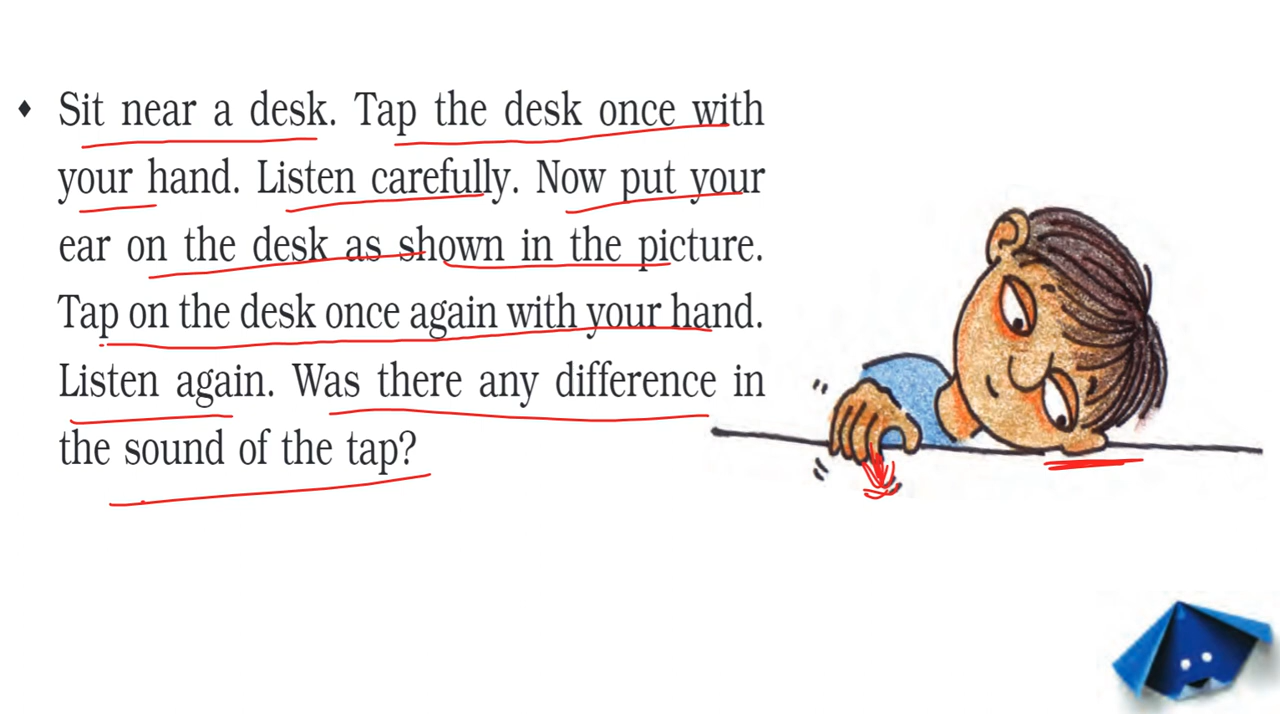 ♦ Sit near a desk. Tap the desk once with
your hand. Listen carefully. Now put your
ear on the desk as shown in the picture.
Tap on the desk once again with your hand.
Listen again. Was there any difference in
the sound of the tap?